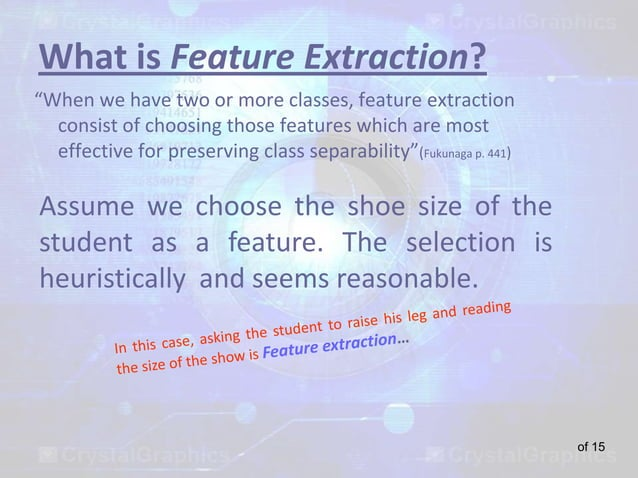 CrystalGraphics
CrystalGraphics
What is Feature Extraction?
“When we have two or more classes, feature extraction
consist of choosing those features which are most
effective for preserving class separability”(Fukunaga p. 441)
Assume we choose the shoe size of the
student as a feature. The selection is
heuristically and seems reasonable.
In this case, asking the student to raise his leg and reading
the size of the show is Feature extraction...
of 15
CrystalGraphics
CrystalGraphics